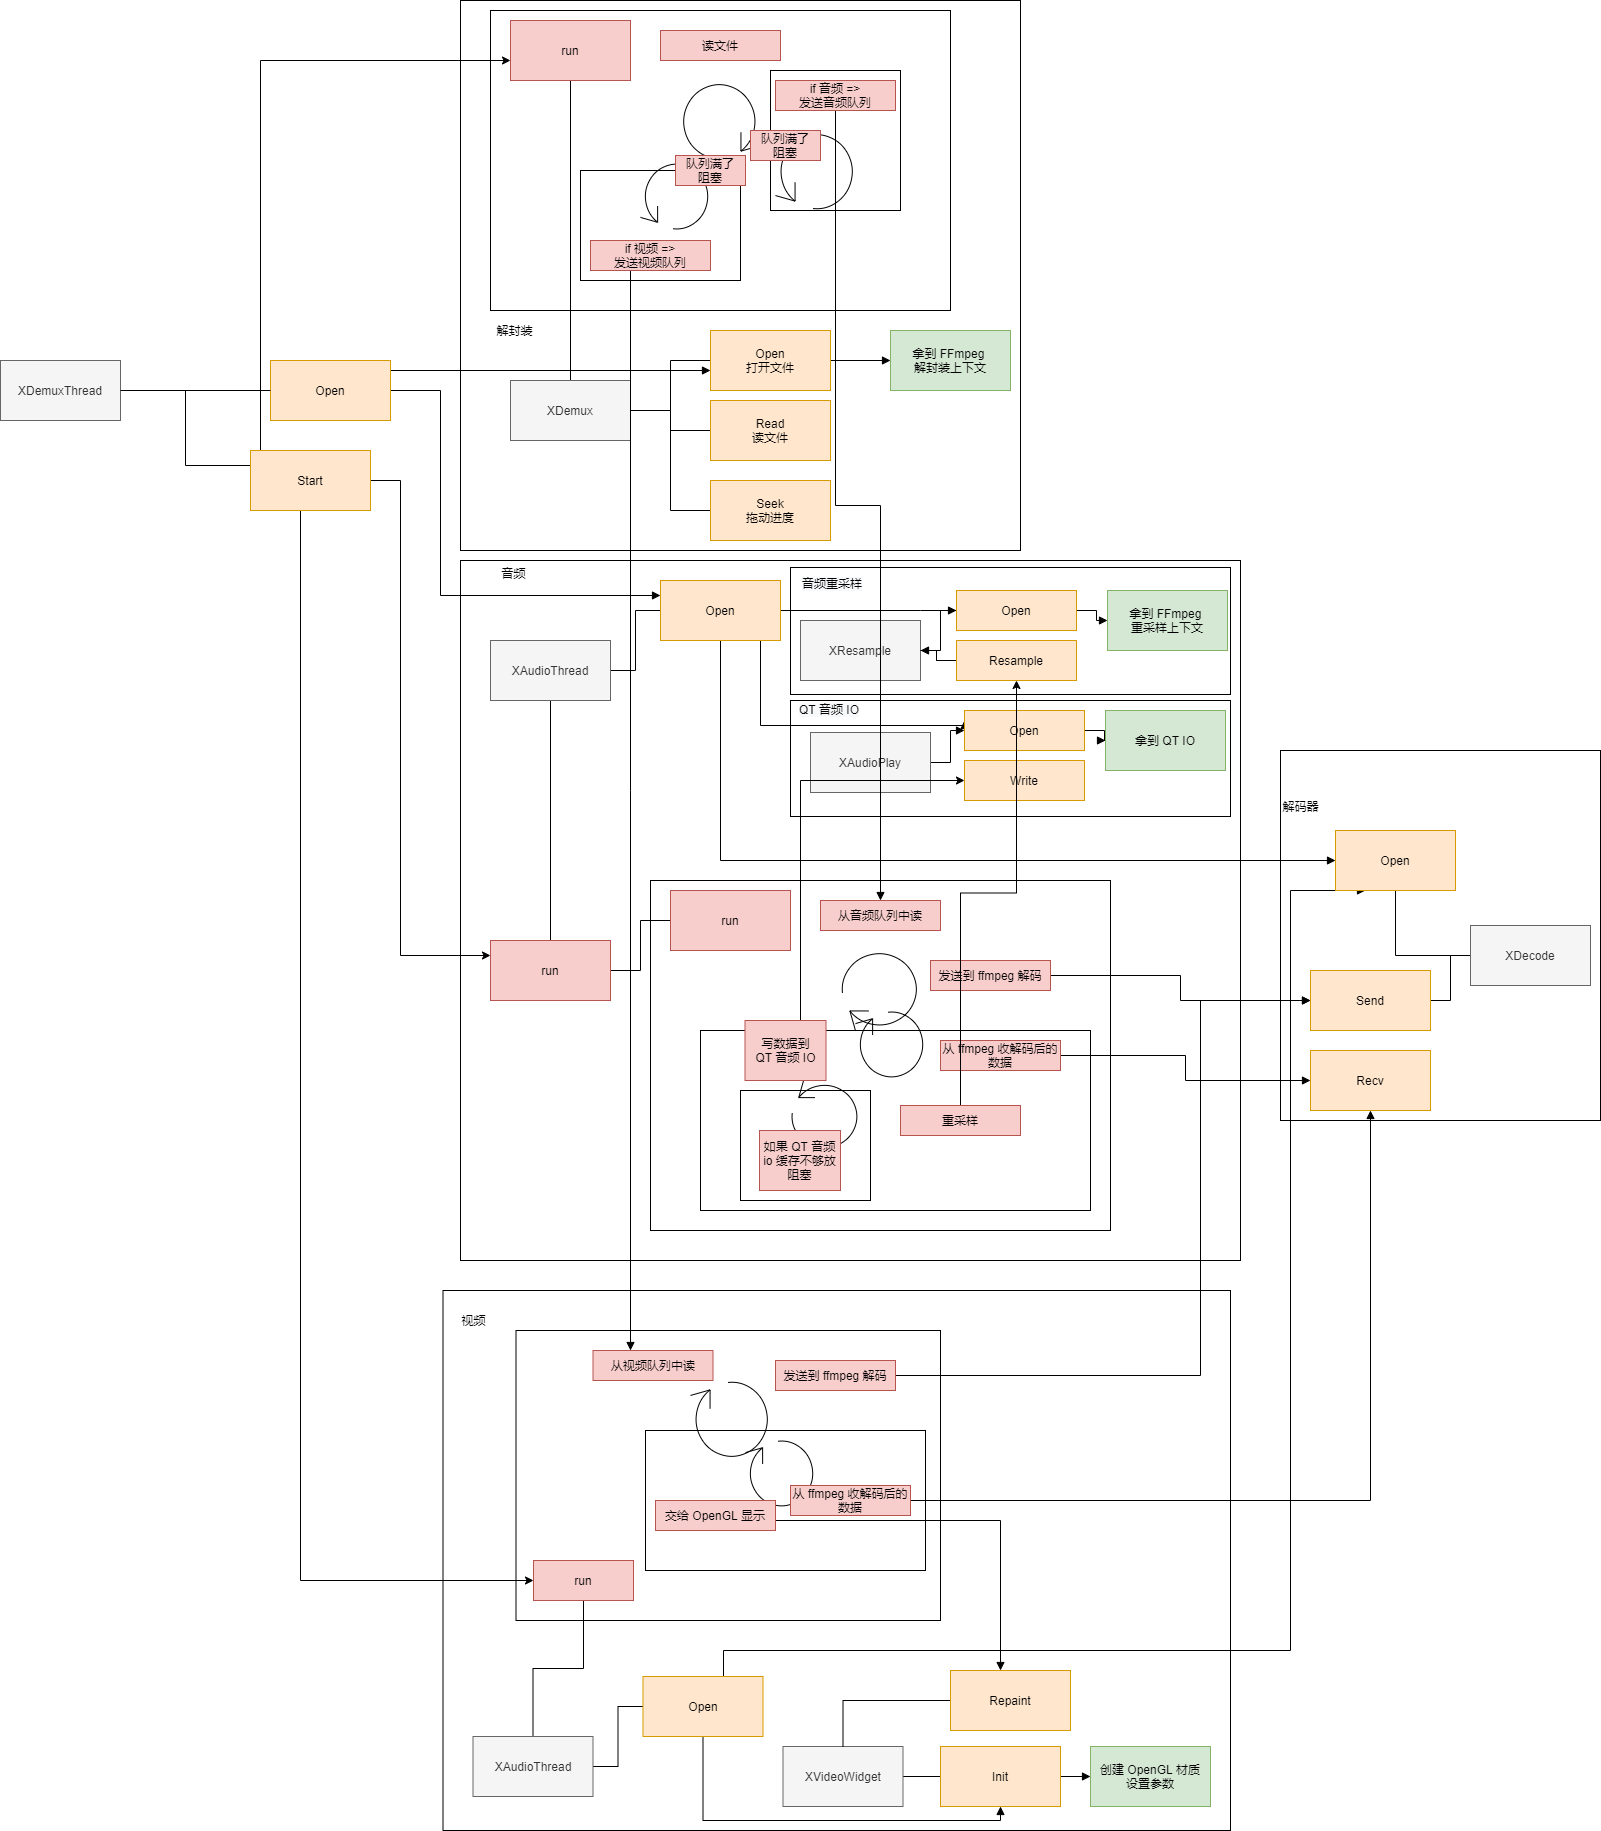 run
读文件
if 音频 =>
发送音频队列
队列满了
阻塞
队列满了
阻塞
if 视频 =>
发送视频队列
解封装
XDemuxThread
Open
Start
XDemux
Open
打开文件
拿到 FFmpeg
解封装上下文
Read
读文件
Seek
拖动进度
音频
Open
XAudioThread
音频重采样
XResample
Open
Resample
拿到 FFmpeg
重采样上下文
QT 音频 IO
XAudioPlay
Open
Write
拿到 QT IO
解码器
Open
XDecode
Send
Recv
run
run
从音频队列中读
发送到 ffmpeg 解码
写数据到
QT 音频 IO
从 ffmpeg 收解码后的
数据
重采样
如果 QT 音频
io 缓存不够放
阻塞
视频
从视频队列中读
发送到 ffmpeg 解码
从 ffmpeg 收解码后的
数据
交给 OpenGL 显示
run
Open
XAudioThread
Repaint
XVideoWidget
Init
创建 OpenGL 材质
设置参数